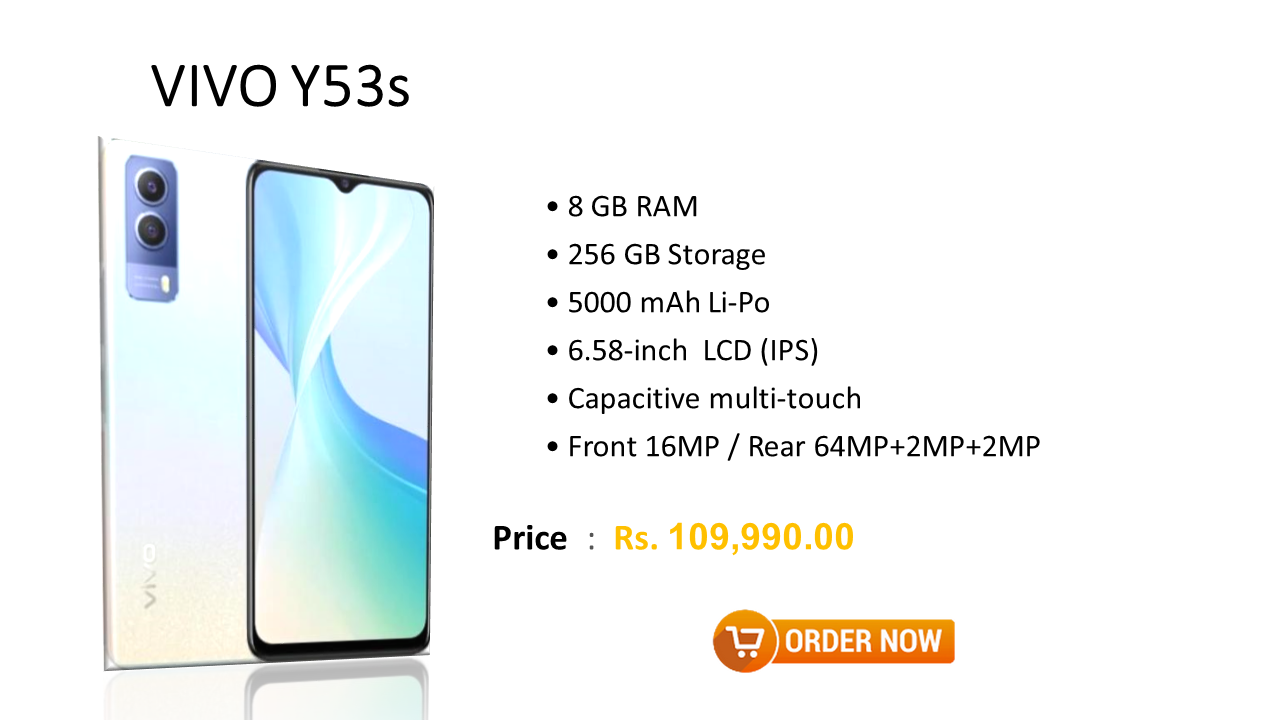 VIVO Y53s
• 8 GB RAM
• 256 GB Storage
• 5000 mAh Li-Po
• 6.58-inch  LCD (IPS)
• Capacitive multi-touch
• Front 16MP / Rear 64MP+2MP+2MP
vivo
Price : Rs. 109,990.00
ORDER NOW